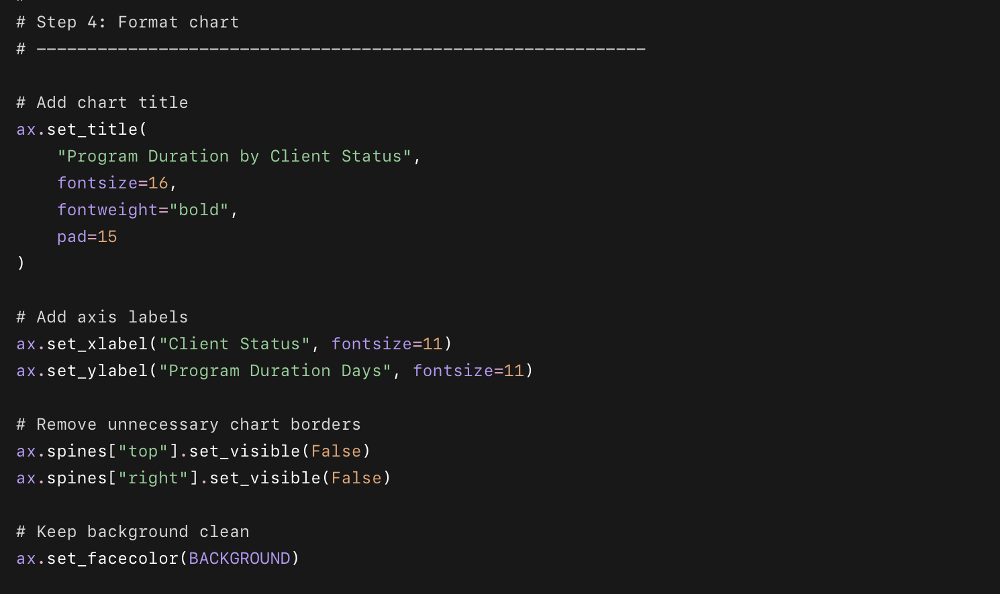 #
# Step 4: Format chart
# ------------------------------------------------------------
# Add chart title
ax.set_title(
    "Program Duration by Client Status",
    fontsize=16,
    fontweight="bold",
    pad=15
)
# Add axis labels
ax.set_xlabel("Client Status", fontsize=11)
ax.set_ylabel("Program Duration Days", fontsize=11)
# Remove unnecessary chart borders
ax.spines["top"].set_visible(False)
ax.spines["right"].set_visible(False)
# Keep background clean
ax.set_facecolor(BACKGROUND)